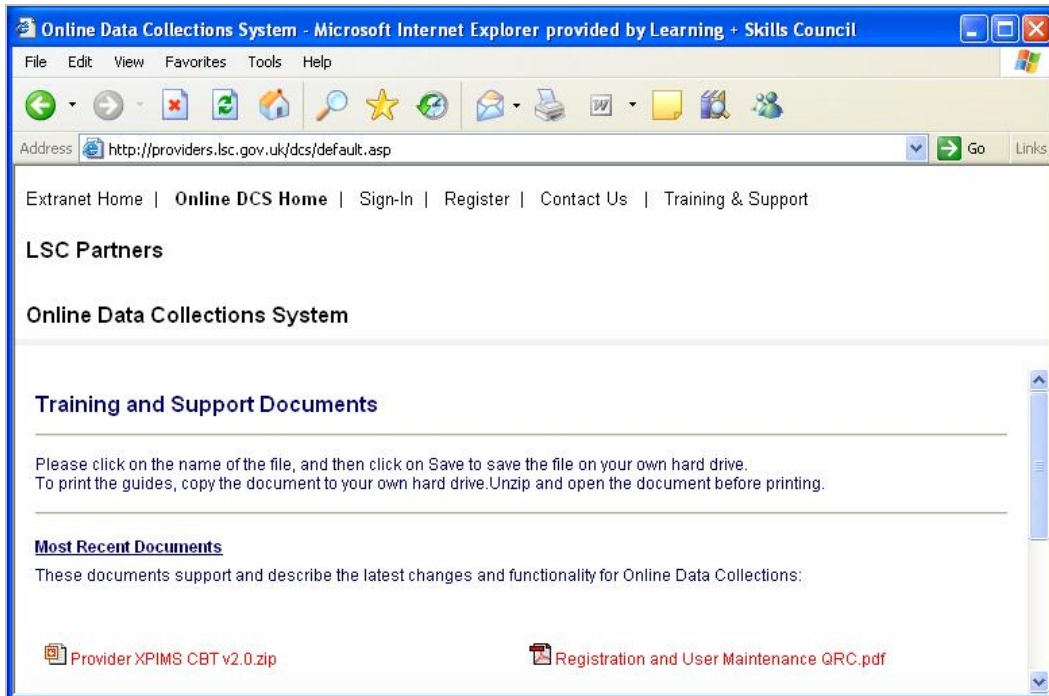 Online Data Collections System - Microsoft Internet Explorer provided by Learning + Skills Council
File Edit View Favorites Tools Help
Address http://providers.lsc.gov.uk/dcs/default.asp Go Links
Extranet Home | Online DCS Home | Sign-In | Register | Contact Us | Training & Support
LSC Partners
Online Data Collections System
Training and Support Documents
Please click on the name of the file, and then click on Save to save the file on your own hard drive.
To print the guides, copy the document to your own hard drive.Unzip and open the document before printing.
Most Recent Documents
These documents support and describe the latest changes and functionality for Online Data Collections:
Provider XPIMS CBT v2.0.zip Registration and User Maintenance QRC.pdf